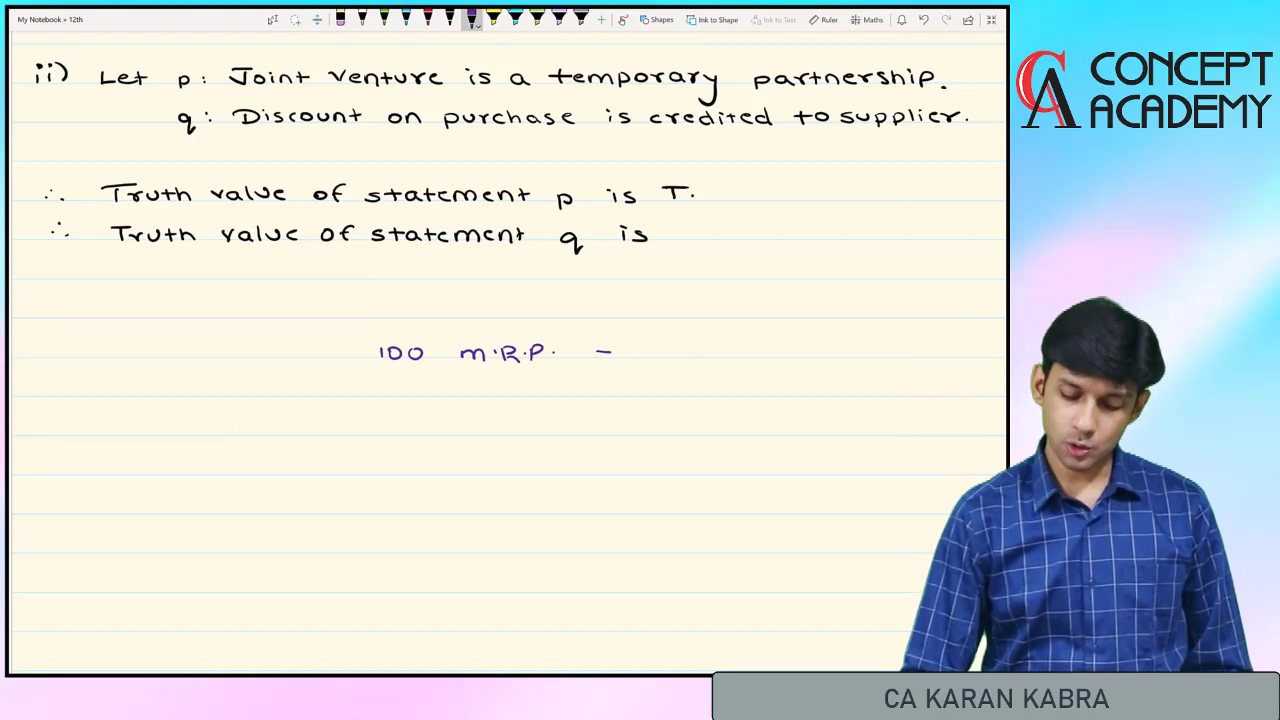 My Notebook » 12th
Shapes
Ink to Shape
Ink to Text
Ruler
Maths
ii) Let p: Joint venture is a temporary partnership.
q: Discount on purchase is credited to supplier.
∴ Truth value of statement p is T.
∴ Truth value of statement q is
100 M.R.P. –
CA CONCEPT
ACADEMY
CA KARAN KABRA